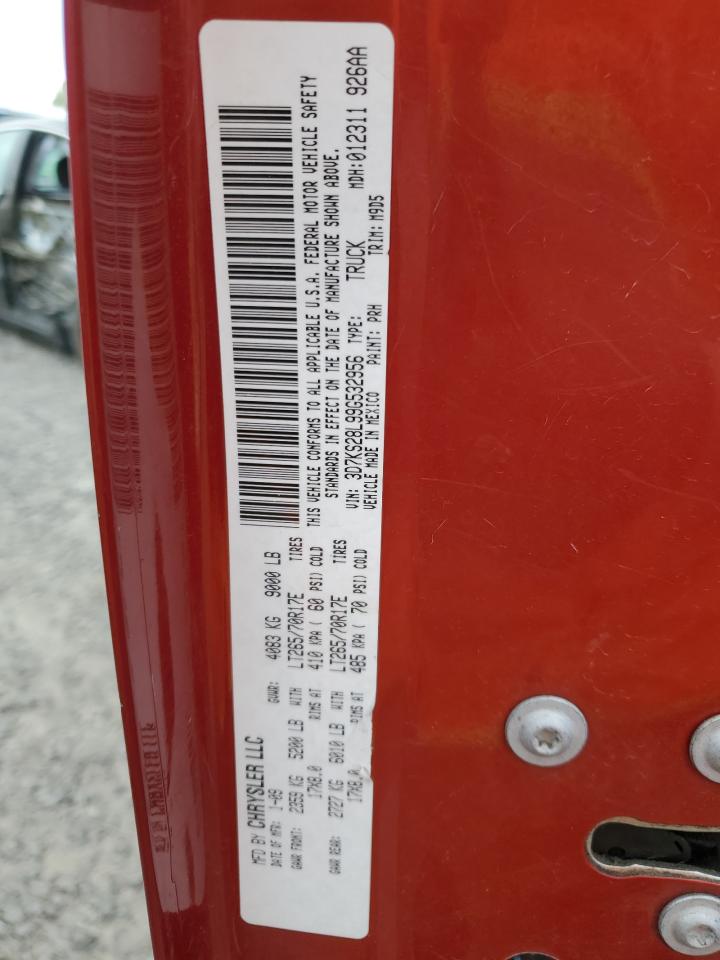 MFD BY CHRYSLER LLC
DATE OF MFR: 1-09 GVWR: 4083 KG 9000 LB
GAWR FRONT: 2359 KG 5200 LB WITH LT265/70R17E TIRES
17X8.0 RIMS AT 410 KPA ( 60 PSI) COLD
GAWR REAR: 2727 KG 6010 LB WITH LT265/70R17E TIRES
17X8.0 RIMS AT 485 KPA ( 70 PSI) COLD
THIS VEHICLE CONFORMS TO ALL APPLICABLE U.S.A. FEDERAL MOTOR VEHICLE SAFETY
STANDARDS IN EFFECT ON THE DATE OF MANUFACTURE SHOWN ABOVE.
VIN: 3D7KS28L99G532956 TYPE: TRUCK MDH:012311 926AA
VEHICLE MADE IN MEXICO PAINT: PRH TRIM: M9D5